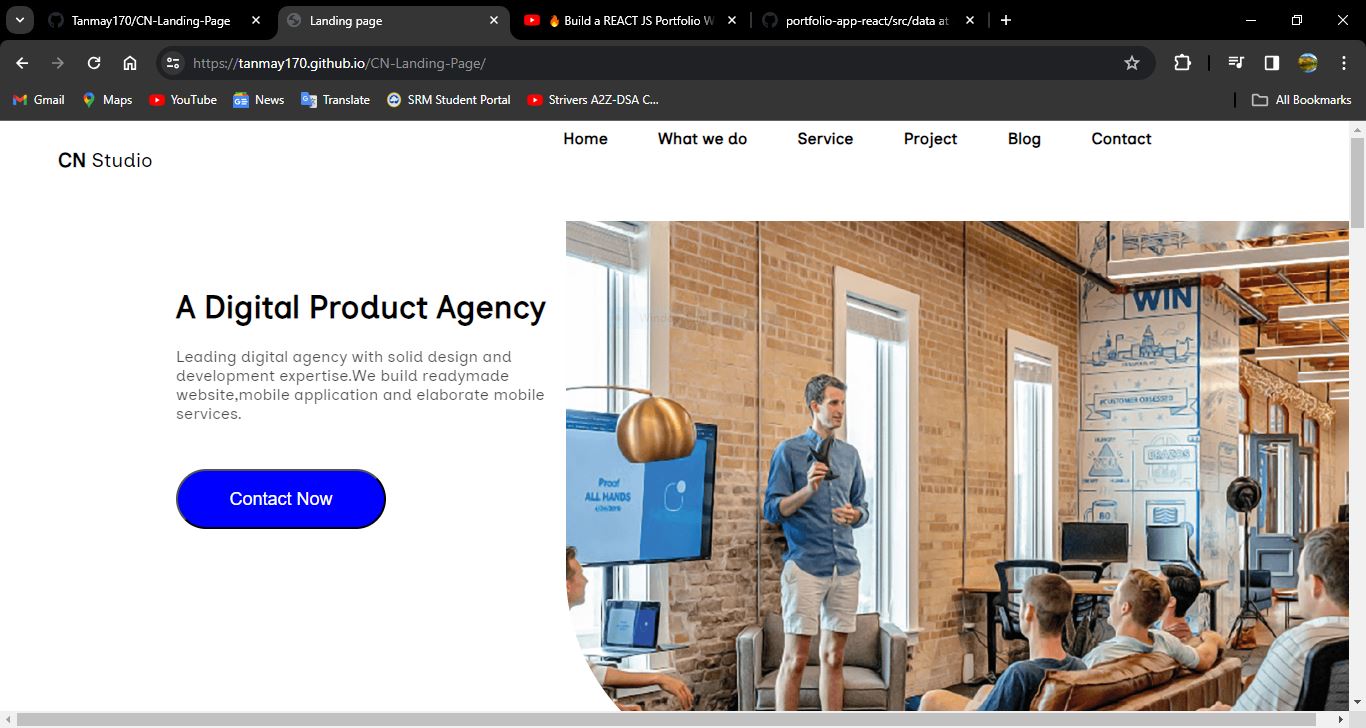 Tanmay170/CN-Landing-Page
Landing page
🔥 Build a REACT JS Portfolio W
portfolio-app-react/src/data at
https://tanmay170.github.io/CN-Landing-Page/
Gmail Maps YouTube News Translate SRM Student Portal Strivers A2Z-DSA C... All Bookmarks
Home What we do Service Project Blog Contact
CN Studio
A Digital Product Agency
Leading digital agency with solid design and
development expertise.We build readymade
website,mobile application and elaborate mobile
services.
Contact Now
WIN
#CUSTOMER OBSESSED
HUNGRY
HUMBLE
BRAZOS
Proof
ALL HANDS